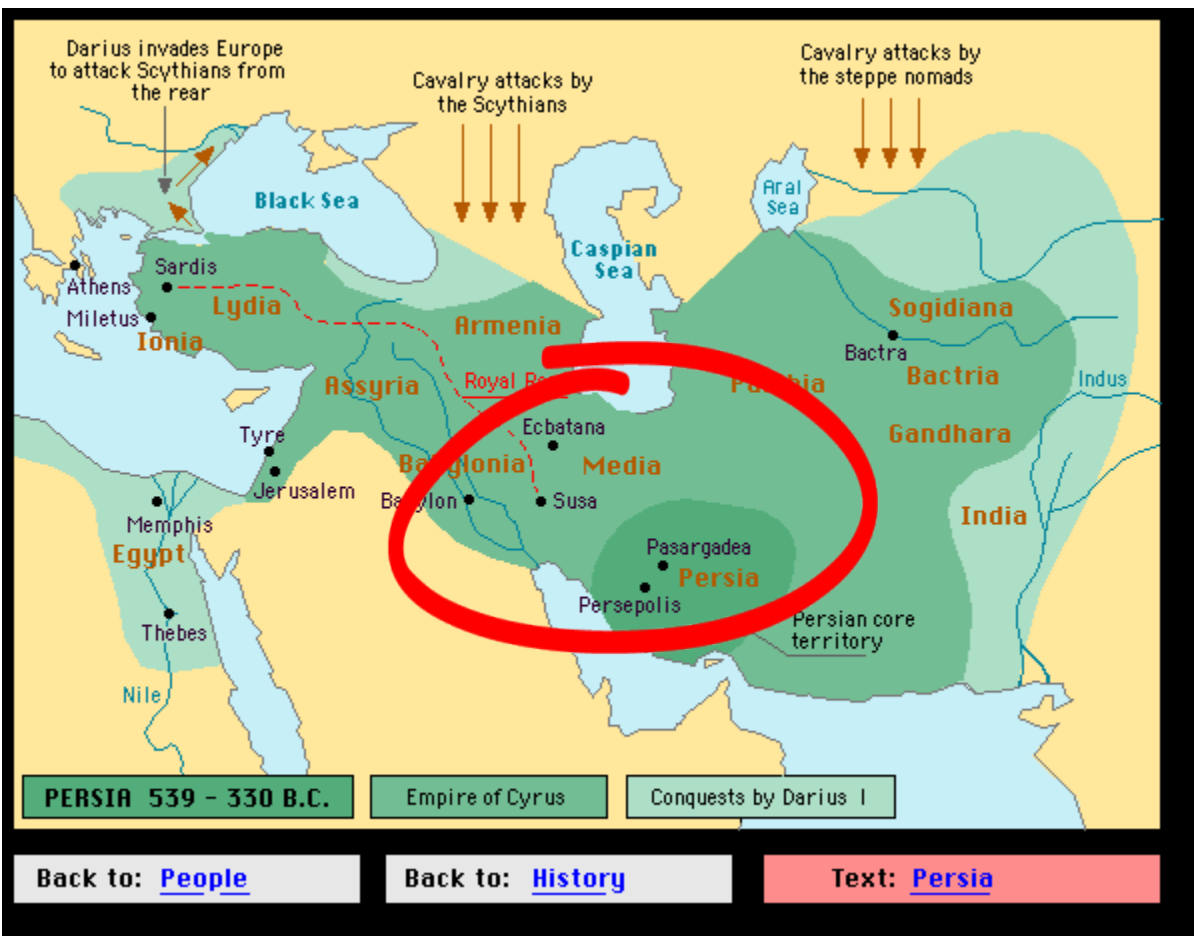 Darius invades Europe
to attack Scythians from
the rear
Cavalry attacks by
the Scythians
Cavalry attacks by
the steppe nomads
Black Sea
Aral
Sea
Caspian
Sea
Athens
Sardis
Lydia
Miletus
Ionia
Armenia
Sogidiana
Bactra
Bactria
Assyria
Royal
Indus
Gandhara
Tyre
Jerusalem
Ecbatana
Media
Babylonia
Babylon
Susa
India
Memphis
Egypt
Pasargadea
Persia
Persepolis
Thebes
Persian core
territory
Nile
PERSIA 539 - 330 B.C.
Empire of Cyrus
Conquests by Darius I
Back to: People
Back to: History
Text: Persia